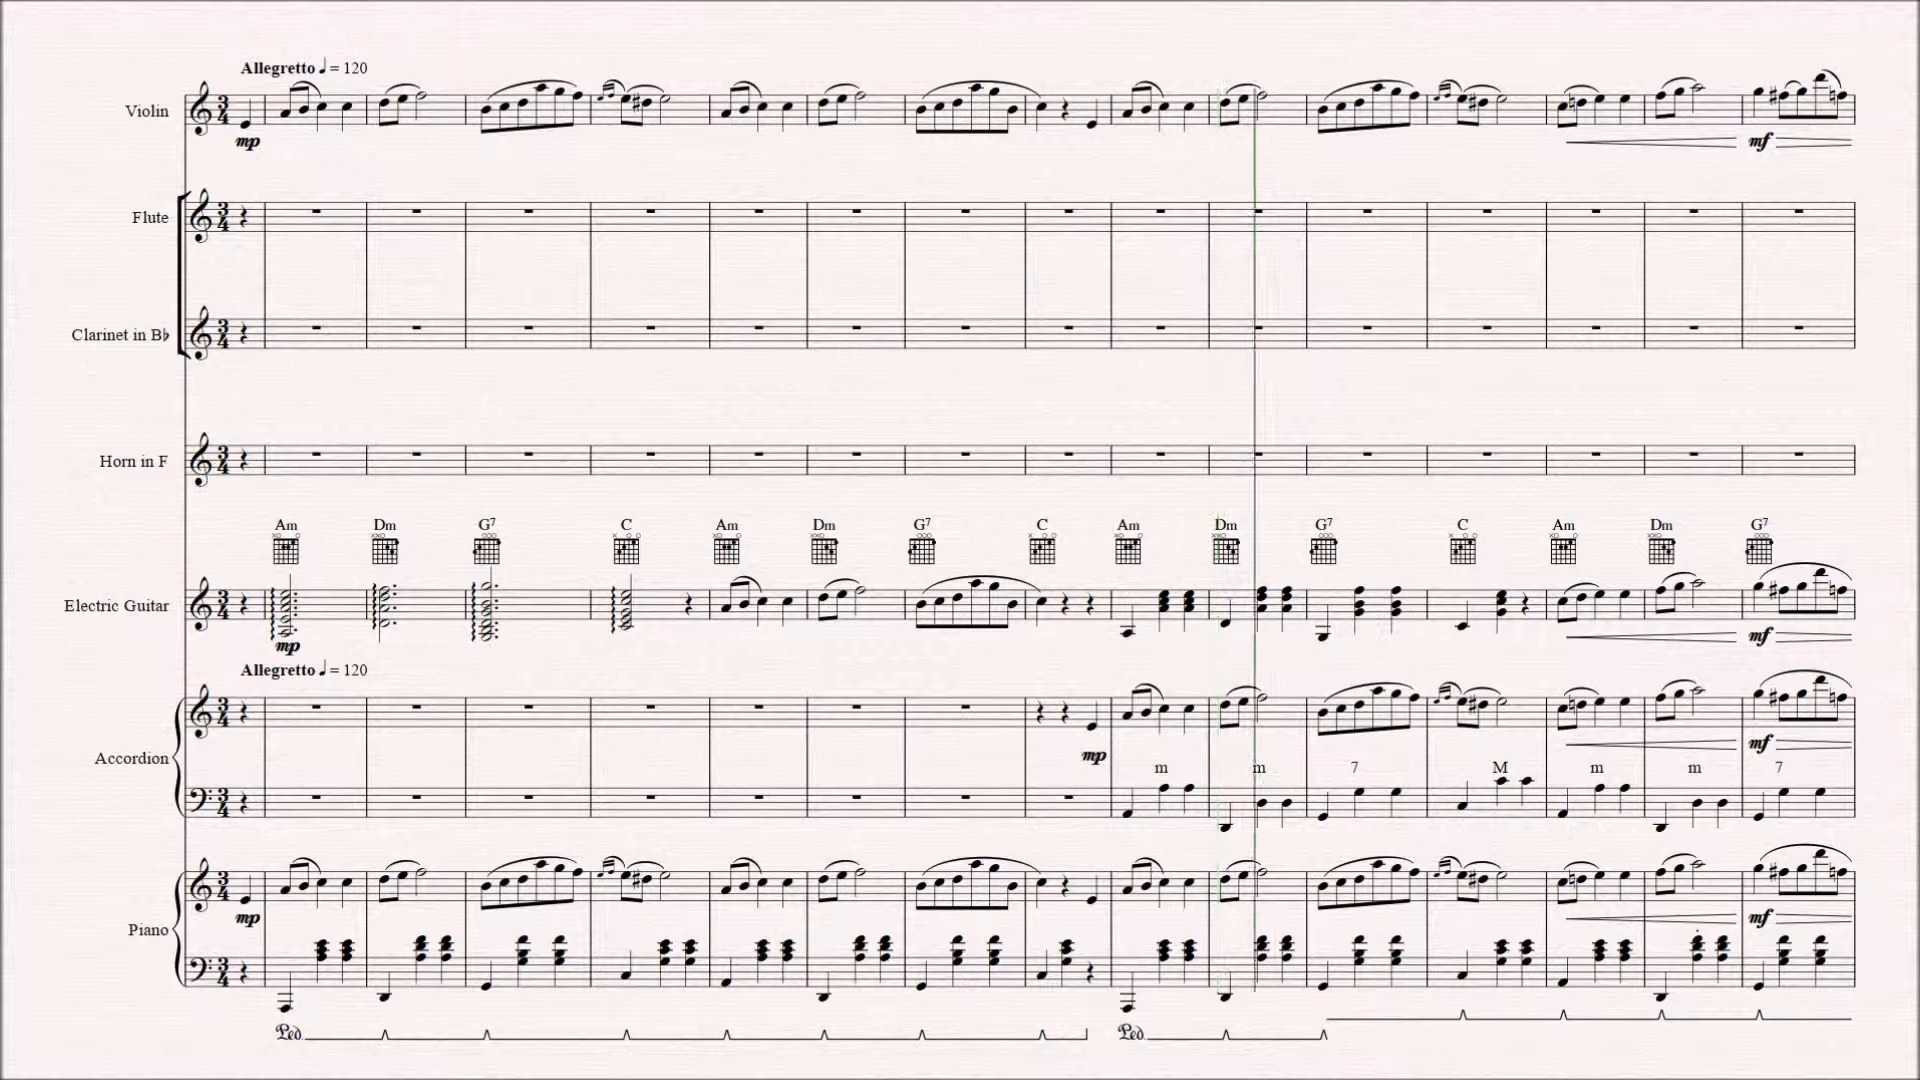 Allegretto ♩ = 120
Violin
mp
mf
Flute
Clarinet in B♭
Horn in F
Am Dm G7 C Am Dm G7 C Am Dm G7 C Am Dm G7
Electric Guitar
mp
mf
Allegretto ♩ = 120
Accordion
mp
mf
m m 7 M m m 7
Piano
mp
mf
Ped. Ped.